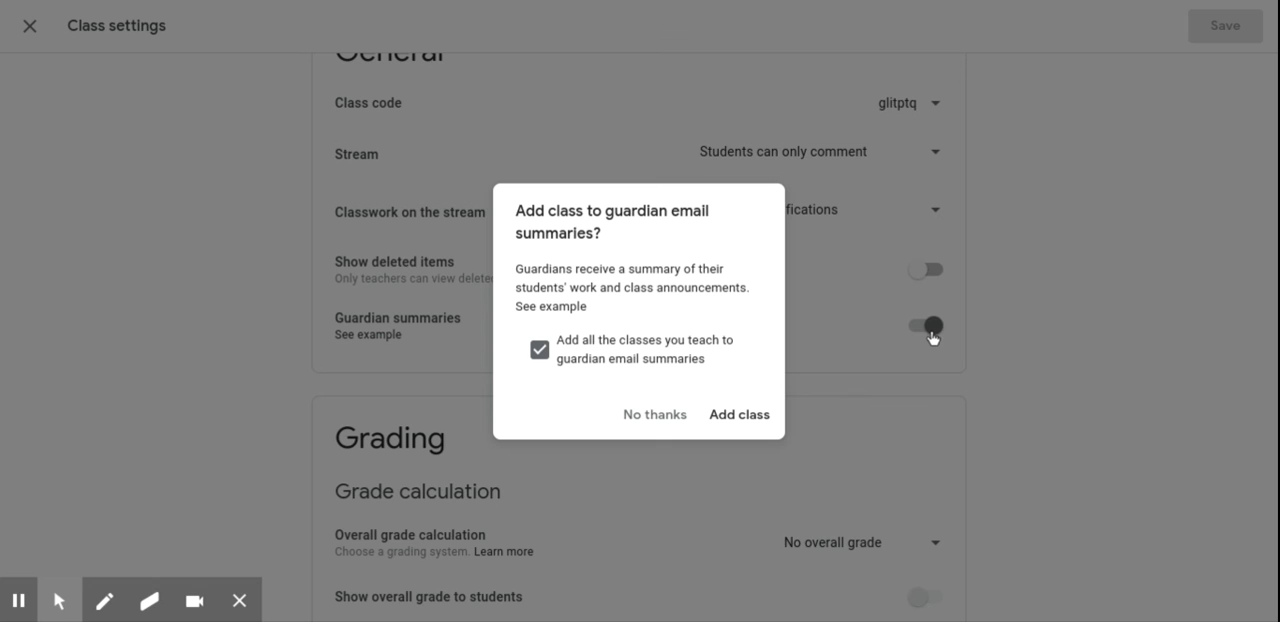 Class settings
Save
General
Class code
glitptq
Stream
Students can only comment
Classwork on the stream
fications
Show deleted items
Only teachers can view delete
Guardian summaries
See example
Add class to guardian email
summaries?
Guardians receive a summary of their
students' work and class announcements.
See example
Add all the classes you teach to
guardian email summaries
No thanks
Add class
Grading
Grade calculation
Overall grade calculation
Choose a grading system. Learn more
No overall grade
Show overall grade to students